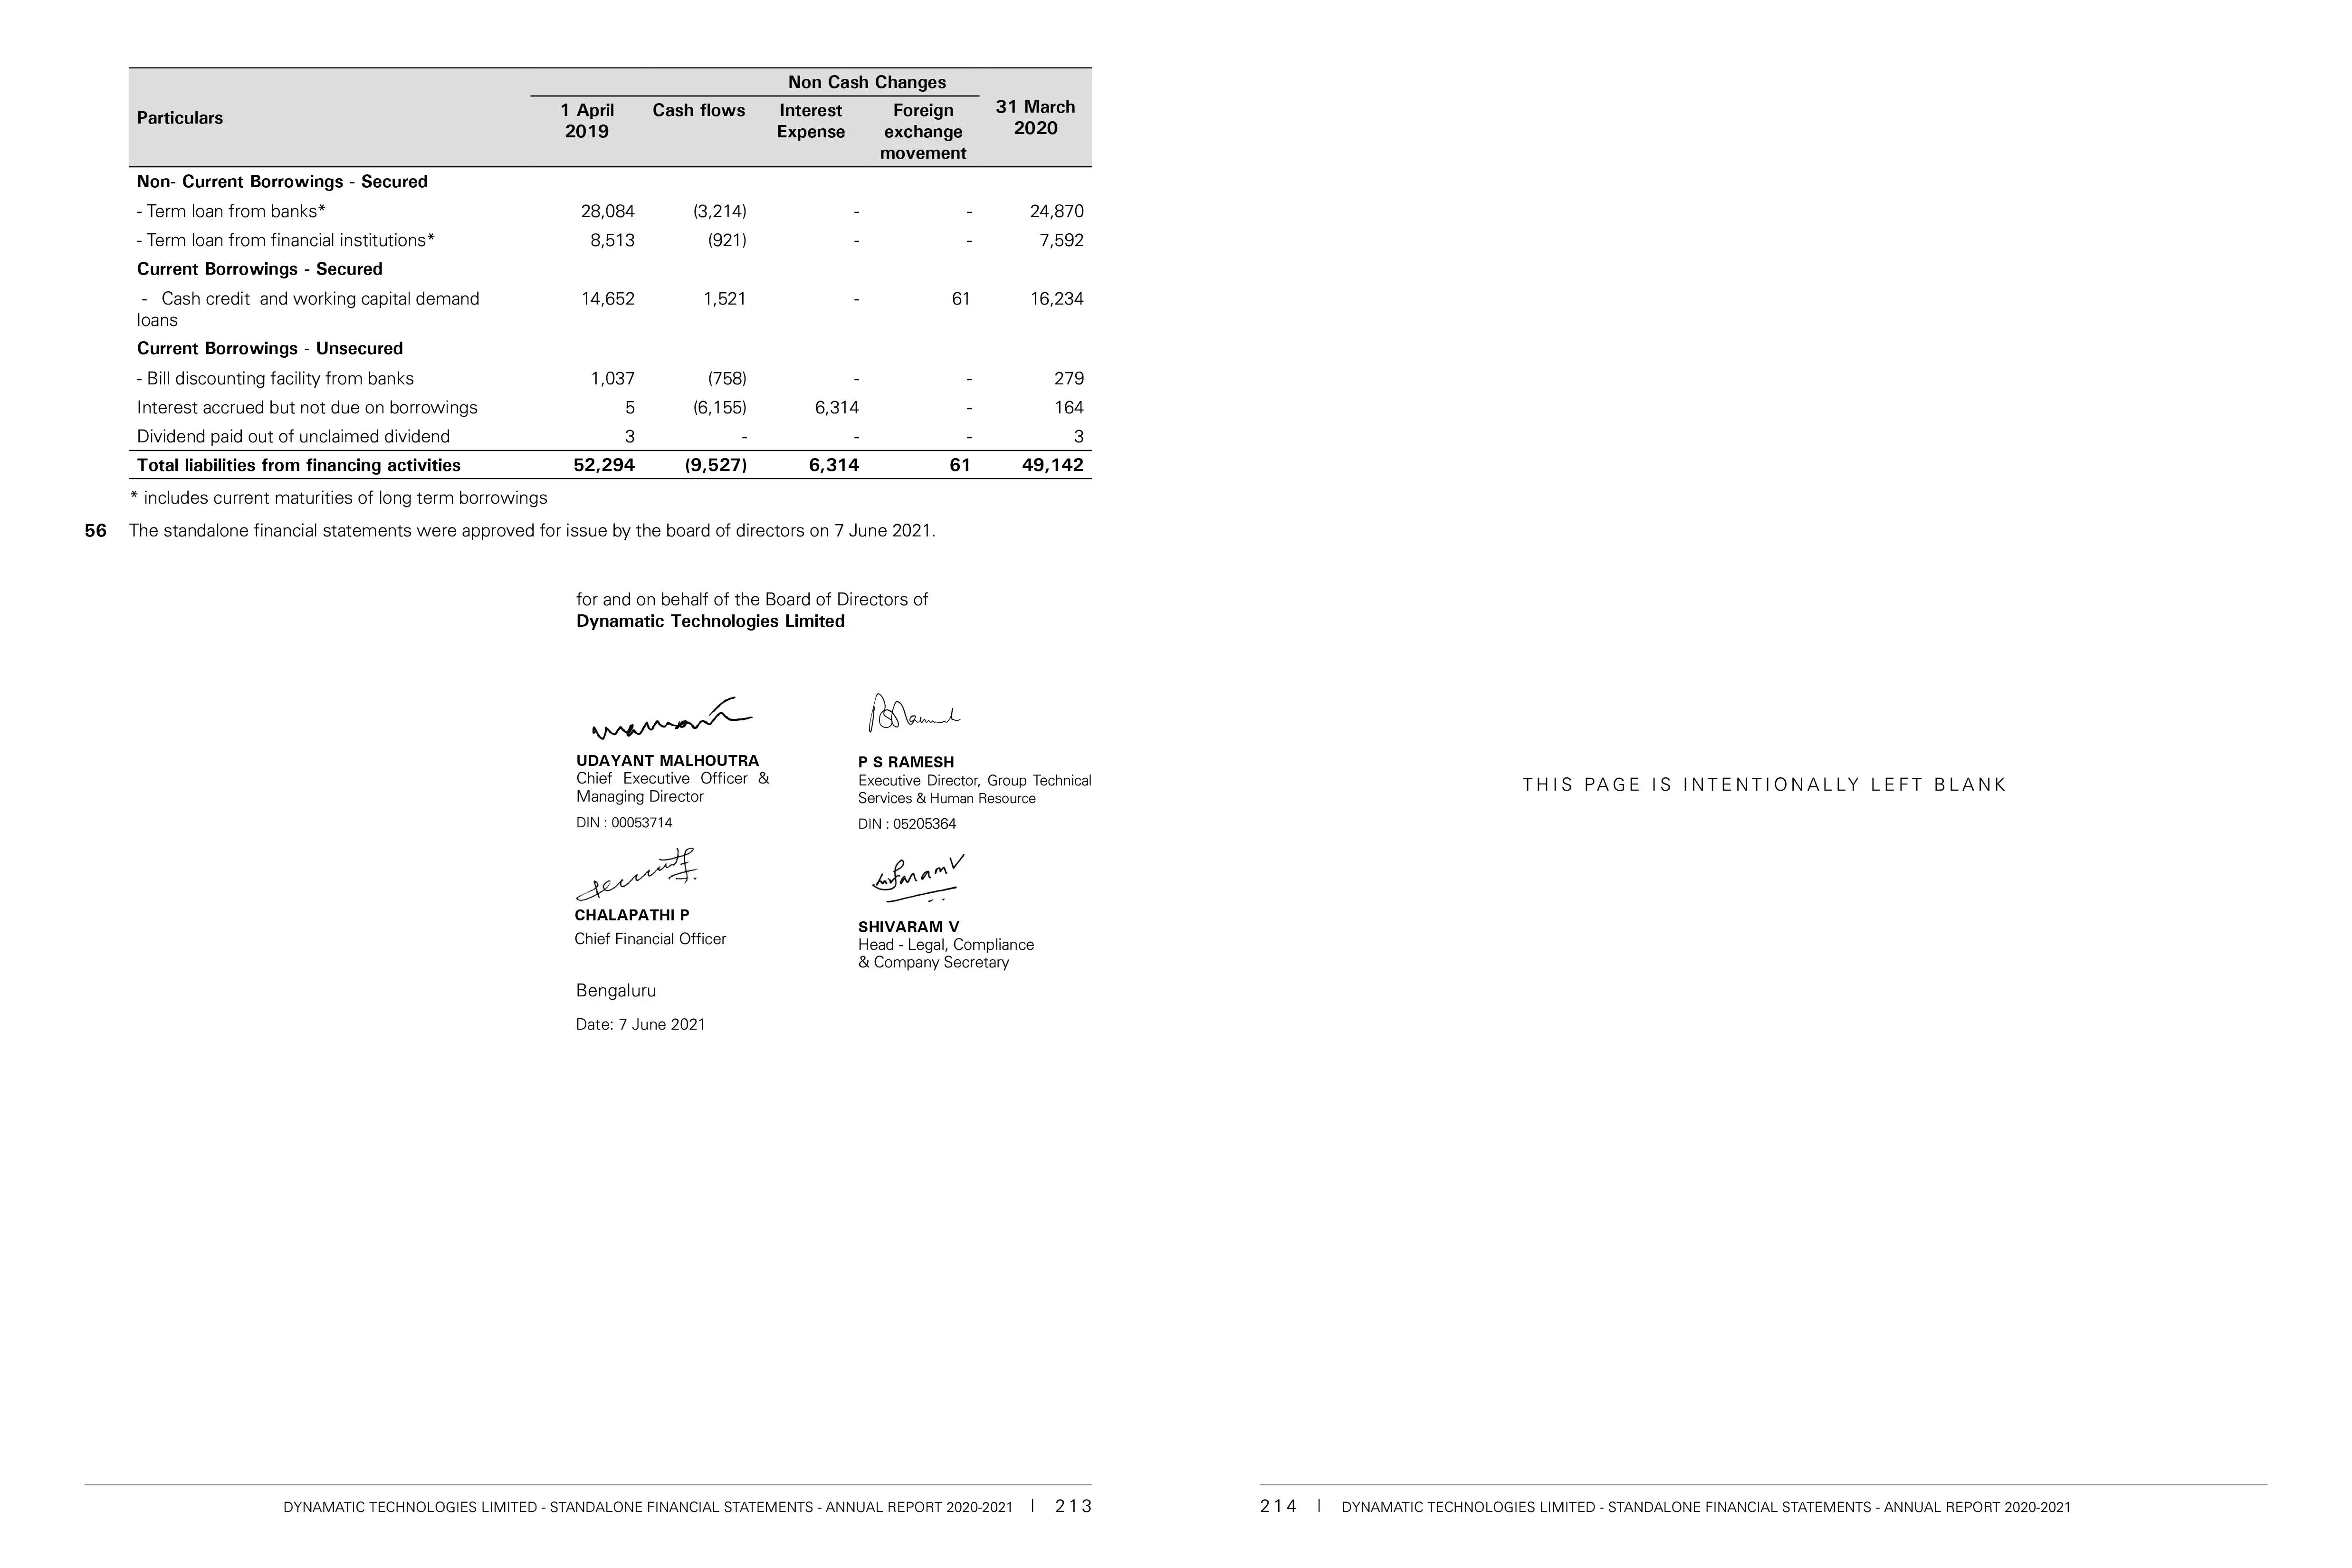 Non Cash Changes
Particulars 1 April 2019 Cash flows Interest Expense Foreign exchange movement 31 March 2020
Non- Current Borrowings - Secured
- Term loan from banks* 28,084 (3,214) - - 24,870
- Term loan from financial institutions* 8,513 (921) - - 7,592
Current Borrowings - Secured
- Cash credit and working capital demand loans 14,652 1,521 - 61 16,234
Current Borrowings - Unsecured
- Bill discounting facility from banks 1,037 (758) - - 279
Interest accrued but not due on borrowings 5 (6,155) 6,314 - 164
Dividend paid out of unclaimed dividend 3 - - - 3
Total liabilities from financing activities 52,294 (9,527) 6,314 61 49,142
* includes current maturities of long term borrowings
56 The standalone financial statements were approved for issue by the board of directors on 7 June 2021.
for and on behalf of the Board of Directors of
Dynamatic Technologies Limited
UDAYANT MALHOUTRA
Chief Executive Officer &
Managing Director
DIN : 00053714
P S RAMESH
Executive Director, Group Technical
Services & Human Resource
DIN : 05205364
CHALAPATHI P
Chief Financial Officer
SHIVARAM V
Head - Legal, Compliance
& Company Secretary
Bengaluru
Date: 7 June 2021
DYNAMATIC TECHNOLOGIES LIMITED - STANDALONE FINANCIAL STATEMENTS - ANNUAL REPORT 2020-2021 | 213
THIS PAGE IS INTENTIONALLY LEFT BLANK
214 | DYNAMATIC TECHNOLOGIES LIMITED - STANDALONE FINANCIAL STATEMENTS - ANNUAL REPORT 2020-2021